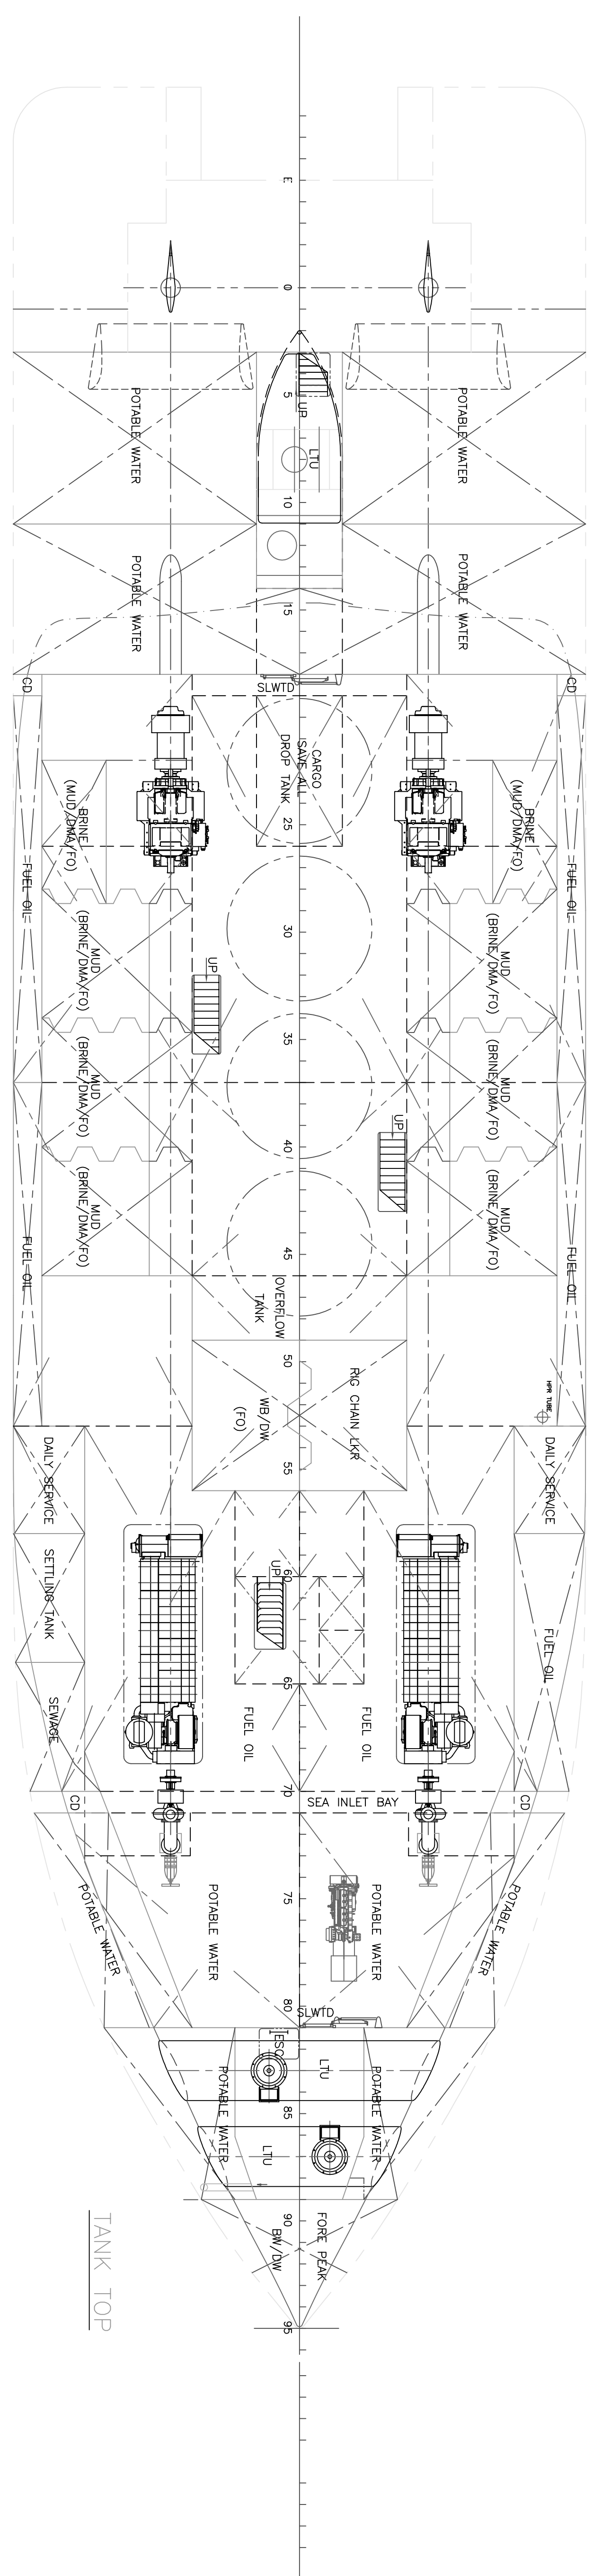 E
0
5
UP
LTU
POTABLE WATER
POTABLE WATER
10
POTABLE WATER
POTABLE WATER
15
CD
CD
SLWTD
CARGO
SAVE ALL
DROP TANK
25
BRINE
(MUD/DMA/FO)
BRINE
(MUD/DMA/FO)
FUEL OIL
FUEL OIL
30
MUD
(BRINE/DMA/FO)
MUD
(BRINE/DMA/FO)
UP
35
MUD
(BRINE/DMA/FO)
MUD
(BRINE/DMA/FO)
UP
40
MUD
(BRINE/DMA/FO)
MUD
(BRINE/DMA/FO)
45
FUEL OIL
FUEL OIL
OVERFLOW
TANK
50
RIG CHAIN LKR
WB/DW
(FO)
HPR TUBE
55
DAILY SERVICE
DAILY SERVICE
60
UP
SETTLING TANK
FUEL OIL
65
SEWAGE
FUEL OIL
FUEL OIL
70
SEA INLET BAY
CD
CD
75
POTABLE WATER
POTABLE WATER
POTABLE WATER
POTABLE WATER
80
SLWTD
ESC
LTU
POTABLE WATER
POTABLE WATER
85
LTU
90
FORE PEAK
BW/DW
95
TANK TOP